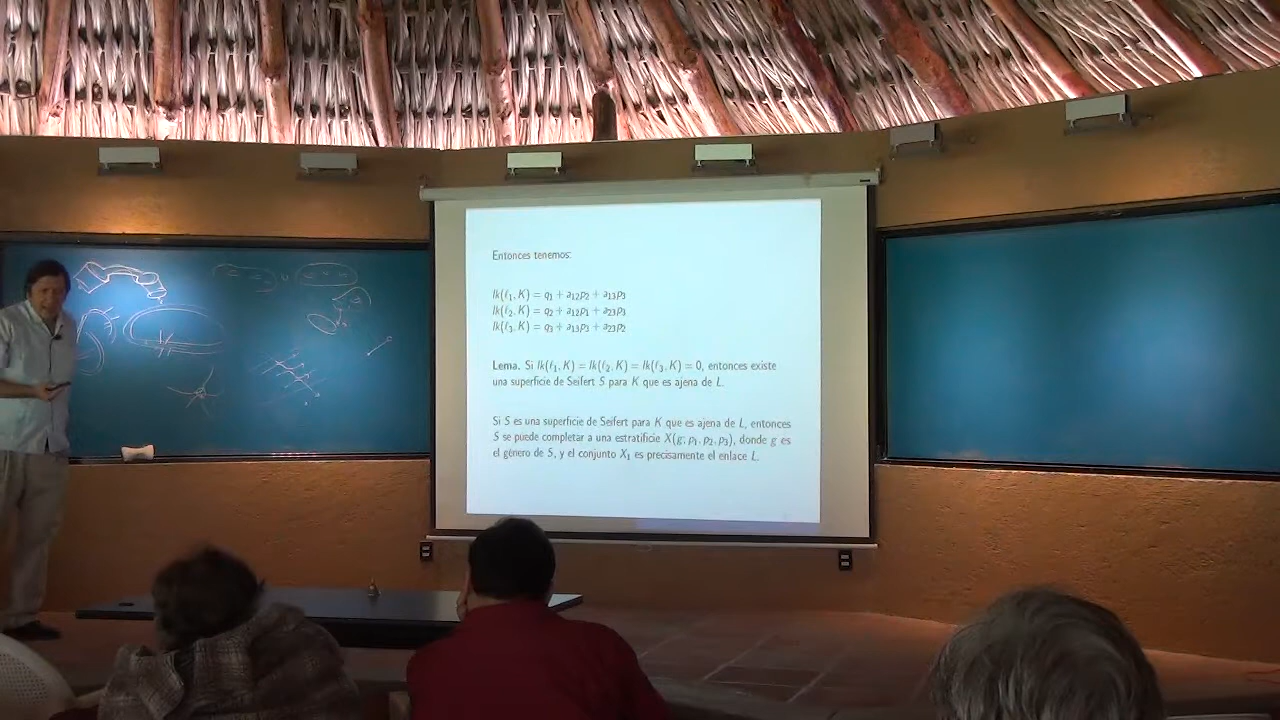 Entonces tenemos:
lk(ℓ₁, K) = q₁ + a₁₂p₂ + a₁₃p₃
lk(ℓ₂, K) = q₂ + a₁₂p₁ + a₂₃p₃
lk(ℓ₃, K) = q₃ + a₁₃p₁ + a₂₃p₂
Lema. Si lk(ℓ₁, K) = lk(ℓ₂, K) = lk(ℓ₃, K) = 0, entonces existe
una superficie de Seifert S para K que es ajena de L.
Si S es una superficie de Seifert para K que es ajena de L, entonces
S se puede completar a una estratificie X(g; p₁, p₂, p₃), donde g es
el género de S, y el conjunto X₁ es precisamente el enlace L.